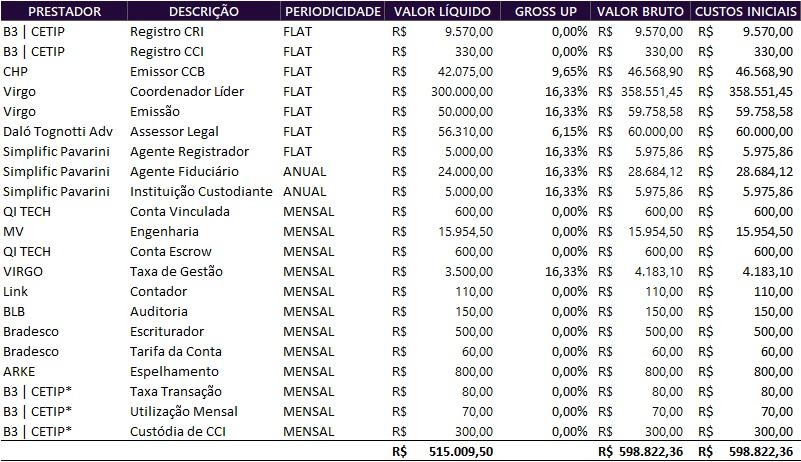 PRESTADOR DESCRIÇÃO PERIODICIDADE VALOR LÍQUIDO GROSS UP VALOR BRUTO CUSTOS INICIAIS
B3 | CETIP Registro CRI FLAT R$ 9.570,00 0,00% R$ 9.570,00 R$ 9.570,00
B3 | CETIP Registro CCI FLAT R$ 330,00 0,00% R$ 330,00 R$ 330,00
CHP Emissor CCB FLAT R$ 42.075,00 9,65% R$ 46.568,90 R$ 46.568,90
Virgo Coordenador Líder FLAT R$ 300.000,00 16,33% R$ 358.551,45 R$ 358.551,45
Virgo Emissão FLAT R$ 50.000,00 16,33% R$ 59.758,58 R$ 59.758,58
Daló Tognotti Adv Assessor Legal FLAT R$ 56.310,00 6,15% R$ 60.000,00 R$ 60.000,00
Simplific Pavarini Agente Registrador FLAT R$ 5.000,00 16,33% R$ 5.975,86 R$ 5.975,86
Simplific Pavarini Agente Fiduciário ANUAL R$ 24.000,00 16,33% R$ 28.684,12 R$ 28.684,12
Simplific Pavarini Instituição Custodiante ANUAL R$ 5.000,00 16,33% R$ 5.975,86 R$ 5.975,86
QI TECH Conta Vinculada MENSAL R$ 600,00 0,00% R$ 600,00 R$ 600,00
MV Engenharia MENSAL R$ 15.954,50 0,00% R$ 15.954,50 R$ 15.954,50
QI TECH Conta Escrow MENSAL R$ 600,00 0,00% R$ 600,00 R$ 600,00
VIRGO Taxa de Gestão MENSAL R$ 3.500,00 16,33% R$ 4.183,10 R$ 4.183,10
Link Contador MENSAL R$ 110,00 0,00% R$ 110,00 R$ 110,00
BLB Auditoria MENSAL R$ 150,00 0,00% R$ 150,00 R$ 150,00
Bradesco Escriturador MENSAL R$ 500,00 0,00% R$ 500,00 R$ 500,00
Bradesco Tarifa da Conta MENSAL R$ 60,00 0,00% R$ 60,00 R$ 60,00
ARKE Espelhamento MENSAL R$ 800,00 0,00% R$ 800,00 R$ 800,00
B3 | CETIP* Taxa Transação MENSAL R$ 80,00 0,00% R$ 80,00 R$ 80,00
B3 | CETIP* Utilização Mensal MENSAL R$ 70,00 0,00% R$ 70,00 R$ 70,00
B3 | CETIP* Custódia de CCI MENSAL R$ 300,00 0,00% R$ 300,00 R$ 300,00
R$ 515.009,50 R$ 598.822,36 R$ 598.822,36